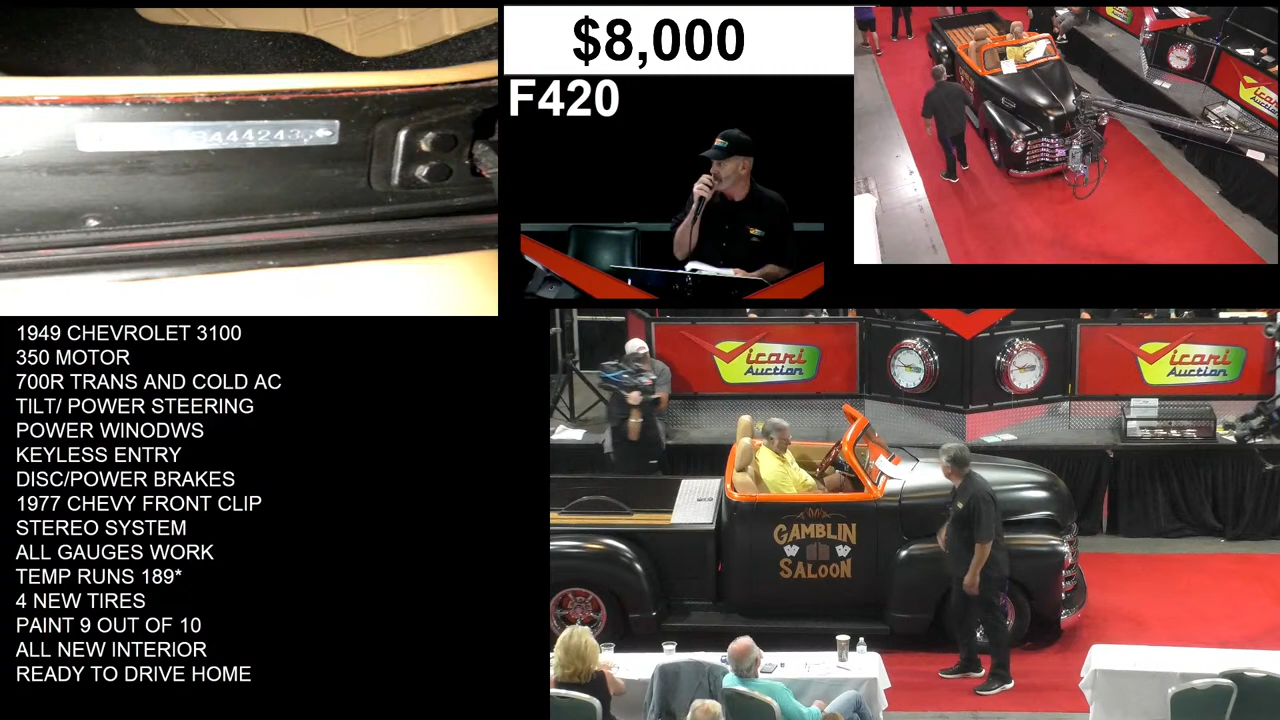 $8,000
F420
1949 CHEVROLET 3100
350 MOTOR
700R TRANS AND COLD AC
TILT/ POWER STEERING
POWER WINODWS
KEYLESS ENTRY
DISC/POWER BRAKES
1977 CHEVY FRONT CLIP
STEREO SYSTEM
ALL GAUGES WORK
TEMP RUNS 189*
4 NEW TIRES
PAINT 9 OUT OF 10
ALL NEW INTERIOR
READY TO DRIVE HOME
Vicari
Auction
Vicari
Auction
GAMBLIN
SALOON
Vicari
Auction